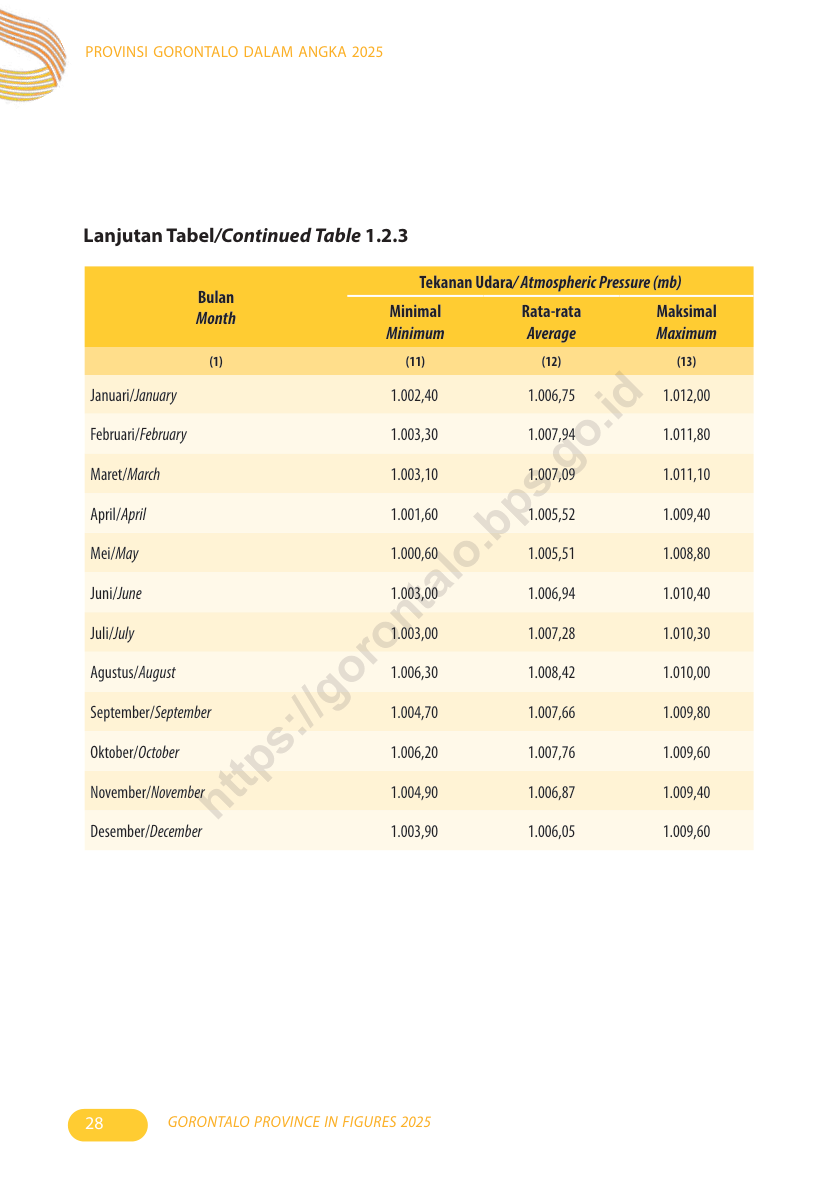 PROVINSI GORONTALO DALAM ANGKA 2025
Lanjutan Tabel/Continued Table 1.2.3
Bulan
Month
Tekanan Udara/ Atmospheric Pressure (mb)
Minimal Rata-rata Maksimal
Minimum Average Maximum
(1) (11) (12) (13)
Januari/January 1.002,40 1.006,75 1.012,00
Februari/February 1.003,30 1.007,94 1.011,80
Maret/March 1.003,10 1.007,09 1.011,10
April/April 1.001,60 1.005,52 1.009,40
Mei/May 1.000,60 1.005,51 1.008,80
Juni/June 1.003,00 1.006,94 1.010,40
Juli/July 1.003,00 1.007,28 1.010,30
Agustus/August 1.006,30 1.008,42 1.010,00
September/September 1.004,70 1.007,66 1.009,80
Oktober/October 1.006,20 1.007,76 1.009,60
November/November 1.004,90 1.006,87 1.009,40
Desember/December 1.003,90 1.006,05 1.009,60
https://gorontalo.bps.go.id
28 GORONTALO PROVINCE IN FIGURES 2025